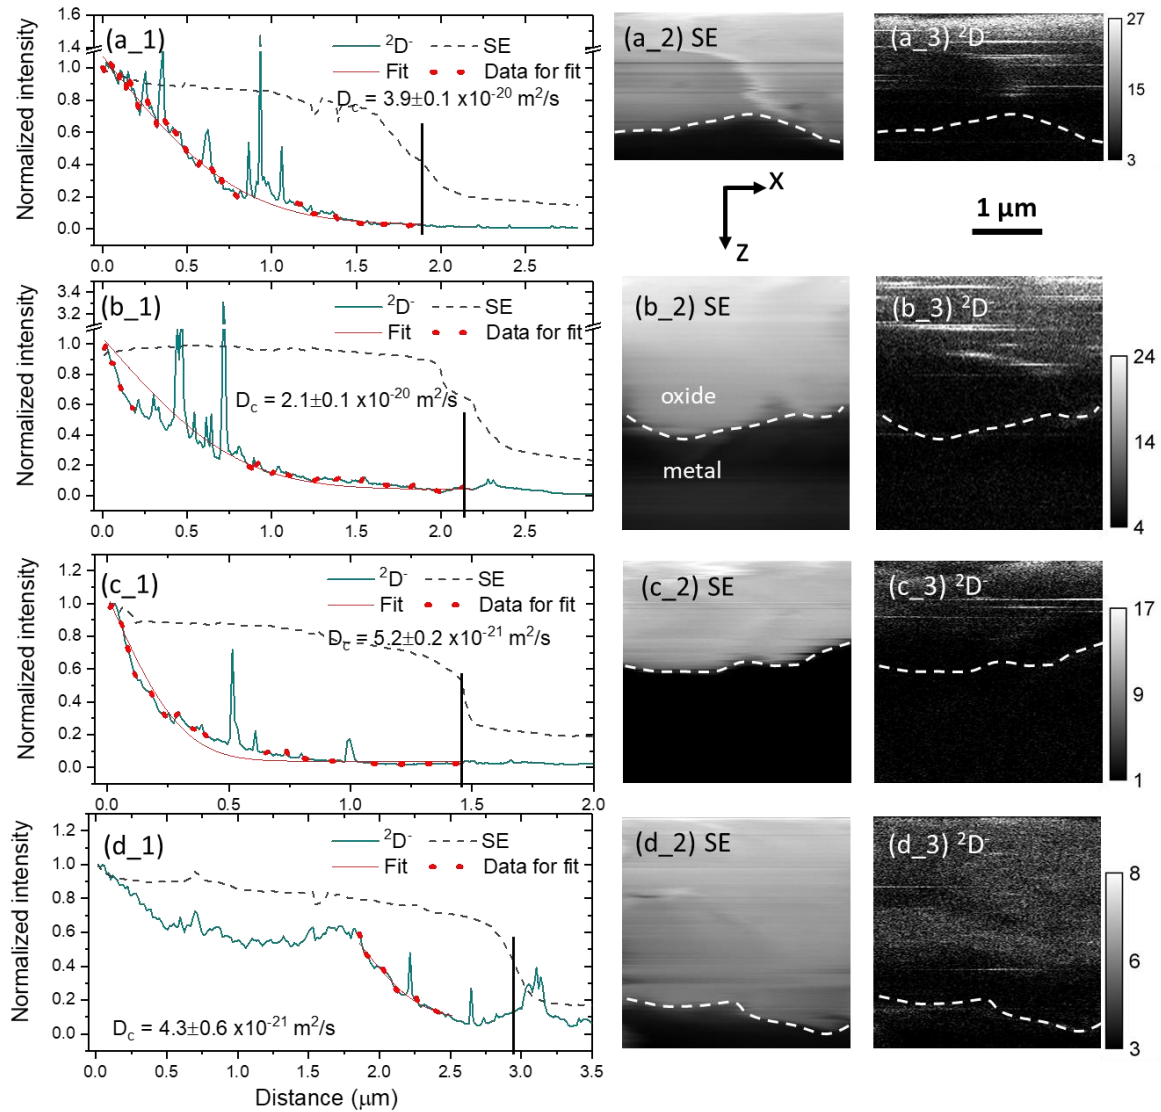 (a_1)
²D⁻ SE
Fit Data for fit
D_c = 3.9±0.1 x10⁻²⁰ m²/s
Normalized intensity
1.6
1.4
1.0
0.8
0.6
0.4
0.2
0.0
0.0 0.5 1.0 1.5 2.0 2.5
(a_2) SE
(a_3) ²D⁻
27
15
3
X
Z
1 μm
(b_1)
²D⁻ SE
Fit Data for fit
D_c = 2.1±0.1 x10⁻²⁰ m²/s
Normalized intensity
3.4
3.2
1.0
0.8
0.6
0.4
0.2
0.0
0.0 0.5 1.0 1.5 2.0 2.5
(b_2) SE
oxide
metal
(b_3) ²D⁻
24
14
4
(c_1)
²D⁻ SE
Fit Data for fit
D_c = 5.2±0.2 x10⁻²¹ m²/s
Normalized intensity
1.2
1.0
0.8
0.6
0.4
0.2
0.0
0.0 0.5 1.0 1.5 2.0
(c_2) SE
(c_3) ²D⁻
17
9
1
(d_1)
²D⁻ SE
Fit Data for fit
D_c = 4.3±0.6 x10⁻²¹ m²/s
Normalized intensity
1.2
1.0
0.8
0.6
0.4
0.2
0.0
0.0 0.5 1.0 1.5 2.0 2.5 3.0 3.5
Distance (μm)
(d_2) SE
(d_3) ²D⁻
8
6
3